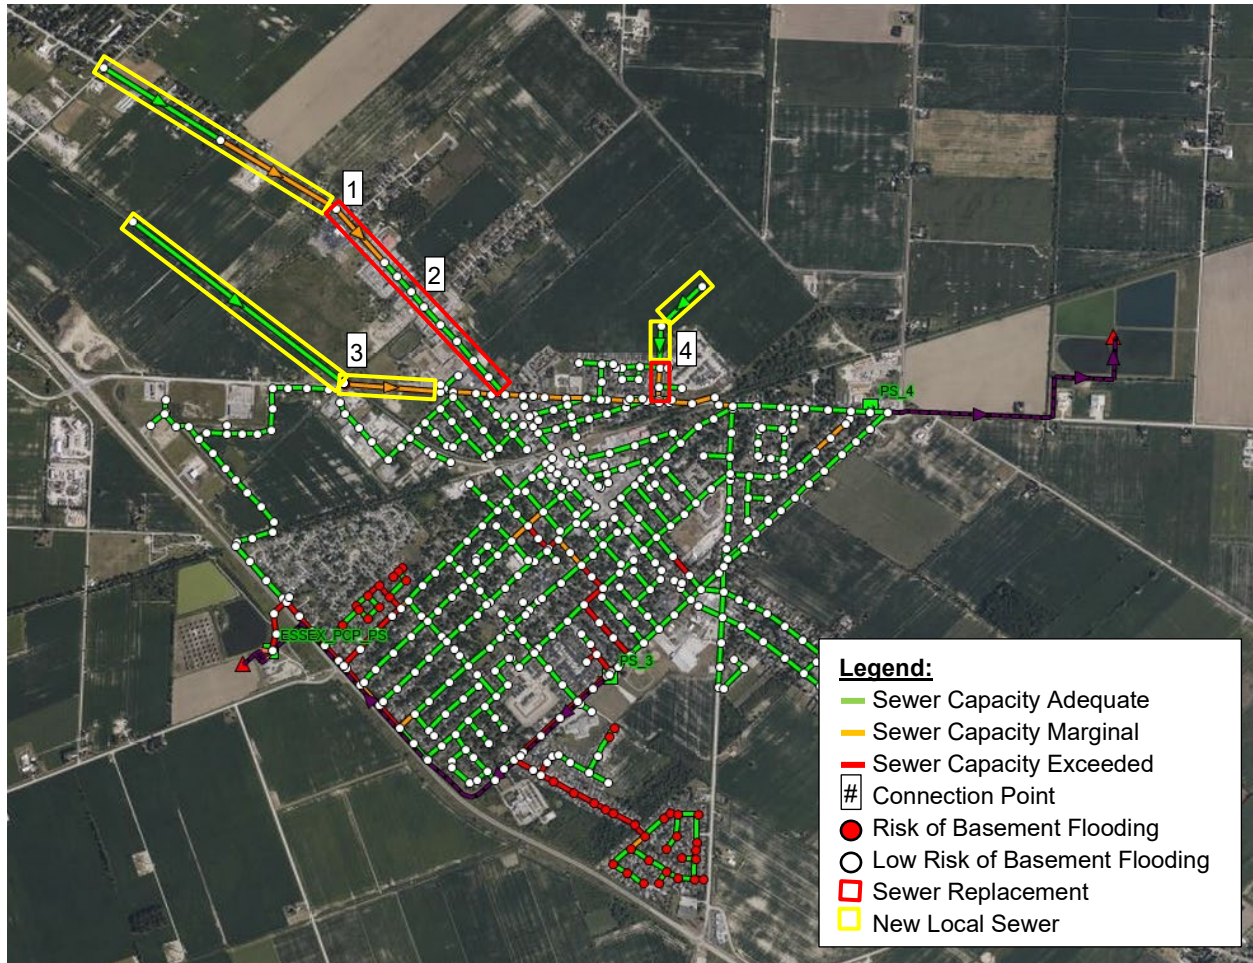 1
2
3
4
PS_4
ESSEX_PCP_PS
PS_3
Legend:
Sewer Capacity Adequate
Sewer Capacity Marginal
Sewer Capacity Exceeded
# Connection Point
Risk of Basement Flooding
Low Risk of Basement Flooding
Sewer Replacement
New Local Sewer